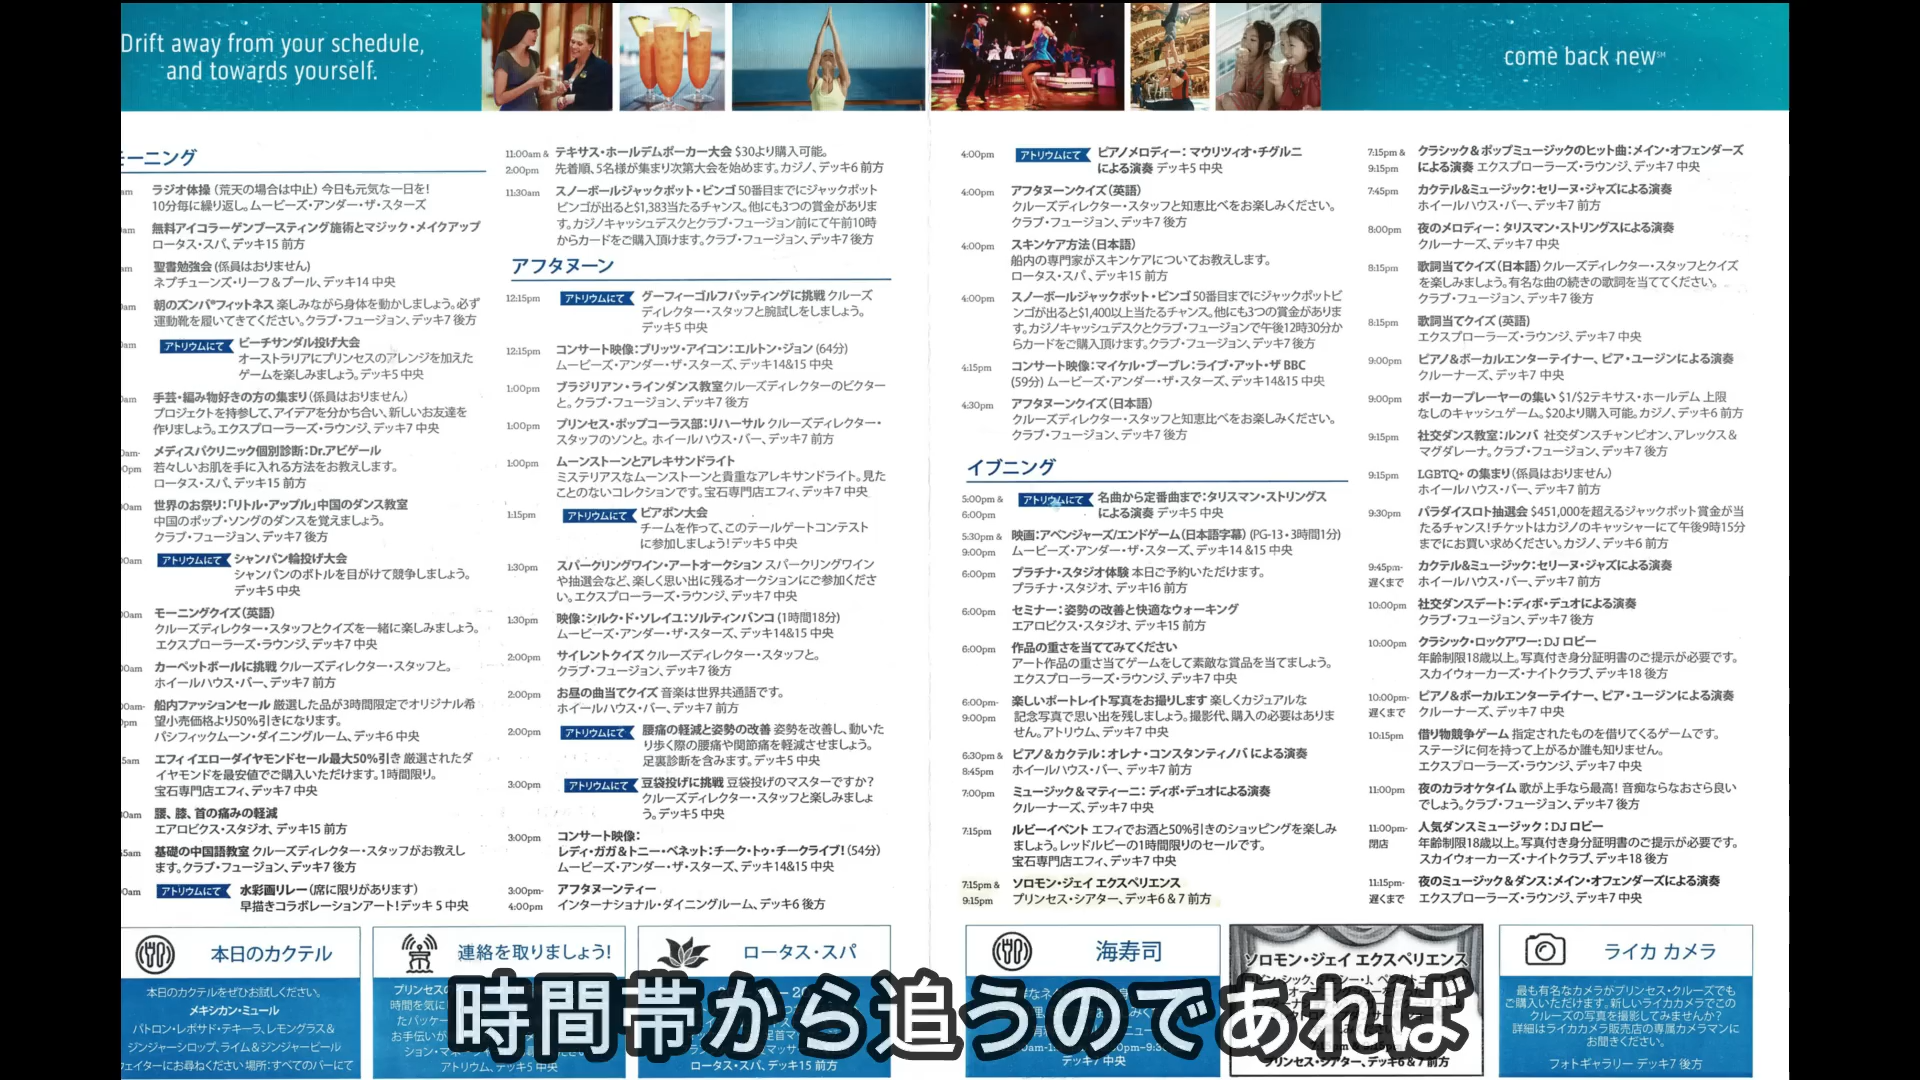 Drift away from your schedule,
and towards yourself.
come back new℠
モーニング
am ラジオ体操 (荒天の場合は中止) 今日も元気な一日を!
10分毎に繰り返し。ムービーズ・アンダー・ザ・スターズ
am 無料アイコラーゲンブースティング施術とマジック・メイクアップ
ロータス・スパ、デッキ15 前方
am 聖書勉強会 (係員はおりません)
ネプチューンズ・リーフ&プール、デッキ14 中央
am 朝のズンバ®フィットネス 楽しみながら身体を動かしましょう。必ず
運動靴を履いてきてください。クラブ・フュージョン、デッキ7 後方
am アトリウムにて ビーチサンダル投げ大会
オーストラリアにプリンセスのアレンジを加えた
ゲームを楽しみましょう。デッキ5 中央
am 手芸・編み物好きの方の集まり (係員はおりません)
プロジェクトを持参して、アイデアを分かち合い、新しいお友達を
作りましょう。エクスプローラーズ・ラウンジ、デッキ7 中央
am- メディスパクリニック個別診断:Dr.アビゲール
pm 若々しいお肌を手に入れる方法をお教えします。
ロータス・スパ、デッキ15 前方
0am 世界のお祭り:「リトル・アップル」中国のダンス教室
中国のポップ・ソングのダンスを覚えましょう。
クラブ・フュージョン、デッキ7 後方
0am アトリウムにて シャンパン輪投げ大会
シャンパンのボトルを目がけて競争しましょう。
デッキ5 中央
0am モーニングクイズ (英語)
クルーズディレクター・スタッフとクイズを一緒に楽しみましょう。
エクスプローラーズ・ラウンジ、デッキ7 中央
0am カーペットボールに挑戦 クルーズディレクター・スタッフと。
ホイールハウス・バー、デッキ7 前方
0am- 船内ファッションセール 厳選した品が3時間限定でオリジナル希
0pm 望小売価格より50%引きになります。
パシフィックムーン・ダイニングルーム、デッキ6 中央
5am エフィ イエローダイヤモンドセール最大50%引き 厳選されたダ
イヤモンドを最安値でご購入いただけます。1時間限り。
宝石専門店エフィ、デッキ7 中央
0am 腰、膝、首の痛みの軽減
エアロビクス・スタジオ、デッキ15 前方
5am 基礎の中国語教室 クルーズディレクター・スタッフがお教えし
ます。クラブ・フュージョン、デッキ7 後方
0am アトリウムにて 水彩画リレー (席に限りがあります)
早描きコラボレーションアート!デッキ 5 中央
11:00am & テキサス・ホールデムポーカー大会 $30より購入可能。
2:00pm 先着順、5名様が集まり次第大会を始めます。カジノ、デッキ6 前方
11:30am スノーボールジャックポット・ビンゴ 50番目までにジャックポット
ビンゴが出ると$1,383当たるチャンス。他にも3つの賞金がありま
す。カジノキャッシュデスクとクラブ・フュージョン前にて午前10時
からカードをご購入頂けます。クラブ・フュージョン、デッキ7 後方
アフタヌーン
12:15pm アトリウムにて グーフィーゴルフパッティングに挑戦 クルーズ
ディレクター・スタッフと腕試しをしましょう。
デッキ5 中央
12:15pm コンサート映像:ブリッツ・アイコン:エルトン・ジョン (64分)
ムービーズ・アンダー・ザ・スターズ、デッキ14&15 中央
1:00pm ブラジリアン・ラインダンス教室クルーズディレクターのビクター
と。クラブ・フュージョン、デッキ7 後方
1:00pm プリンセス・ポップコーラス部:リハーサル クルーズディレクター・
スタッフのソンと。 ホイールハウス・バー、デッキ7 前方
1:00pm ムーンストーンとアレキサンドライト
ミステリアスなムーンストーンと貴重なアレキサンドライト。見た
ことのないコレクションです。宝石専門店エフィ、デッキ7 中央
1:15pm アトリウムにて ビアポン大会
チームを作って、このテールゲートコンテスト
に参加しましょう!デッキ5 中央
1:30pm スパークリングワイン・アートオークション スパークリングワイン
や抽選会など、楽しく思い出に残るオークションにご参加くださ
い。エクスプローラーズ・ラウンジ、デッキ7 中央
1:30pm 映像:シルク・ド・ソレイユ:ソルティンバンコ (1時間18分)
ムービーズ・アンダー・ザ・スターズ、デッキ14&15 中央
2:00pm サイレントクイズ クルーズディレクター・スタッフと。
クラブ・フュージョン、デッキ7 後方
2:00pm お昼の曲当てクイズ 音楽は世界共通語です。
ホイールハウス・バー、デッキ7 前方
2:00pm アトリウムにて 腰痛の軽減と姿勢の改善 姿勢を改善し、動いた
り歩く際の腰痛や関節痛を軽減させましょう。
足裏診断を含みます。デッキ5 中央
3:00pm アトリウムにて 豆袋投げに挑戦 豆袋投げのマスターですか?
クルーズディレクター・スタッフと楽しみましょ
う。デッキ5 中央
3:00pm コンサート映像:
レディ・ガガ&トニー・ベネット:チーク・トゥ・チークライブ! (54分)
ムービーズ・アンダー・ザ・スターズ、デッキ14&15 中央
3:00pm- アフタヌーンティー
4:00pm インターナショナル・ダイニングルーム、デッキ6 後方
4:00pm アトリウムにて ピアノメロディー: マウリツィオ・チグルニ
による演奏 デッキ5 中央
4:00pm アフタヌーンクイズ (英語)
クルーズディレクター・スタッフと知恵比べをお楽しみください。
クラブ・フュージョン、デッキ7 後方
4:00pm スキンケア方法 (日本語)
船内の専門家がスキンケアについてお教えします。
ロータス・スパ、デッキ15 前方
4:00pm スノーボールジャックポット・ビンゴ 50番目までにジャックポットビ
ンゴが出ると$1,400以上当たるチャンス。他にも3つの賞金がありま
す。カジノキャッシュデスクとクラブ・フュージョンで午後12時30分か
らカードをご購入頂けます。クラブ・フュージョン、デッキ7 後方
4:15pm コンサート映像:マイケル・ブーブレ:ライブ・アット・ザ BBC
(59分) ムービーズ・アンダー・ザ・スターズ、デッキ14&15 中央
4:30pm アフタヌーンクイズ (日本語)
クルーズディレクター・スタッフと知恵比べをお楽しみください。
クラブ・フュージョン、デッキ7 後方
イブニング
5:00pm & アトリウムにて 名曲から定番曲まで:タリスマン・ストリングス
6:00pm による演奏 デッキ5 中央
5:30pm & 映画:アベンジャーズ/エンドゲーム (日本語字幕) (PG-13・3時間1分)
9:00pm ムービーズ・アンダー・ザ・スターズ、デッキ14 &15 中央
6:00pm プラチナ・スタジオ体験 本日ご予約いただけます。
プラチナ・スタジオ、デッキ16 前方
6:00pm セミナー:姿勢の改善と快適なウォーキング
エアロビクス・スタジオ、デッキ15 前方
6:00pm 作品の重さを当ててみてください
アート作品の重さ当てゲームをして素敵な賞品を当てましょう。
エクスプローラーズ・ラウンジ、デッキ7 中央
6:00pm- 楽しいポートレイト写真をお撮りします 楽しくカジュアルな
9:00pm 記念写真で思い出を残しましょう。撮影代、購入の必要はありま
せん。アトリウム、デッキ7 中央
6:30pm & ピアノ&カクテル:オレナ・コンスタンティノバ による演奏
8:45pm ホイールハウス・バー、デッキ7 前方
7:00pm ミュージック&マティーニ: ディボ・デュオによる演奏
クルーナーズ、デッキ7 中央
7:15pm ルビーイベント エフィでお酒と50%引きのショッピングを楽しみ
ましょう。レッドルビーの1時間限りのセールです。
宝石専門店エフィ、デッキ7 中央
7:15pm & ソロモン・ジェイ エクスペリエンス
9:15pm プリンセス・シアター、デッキ6 & 7 前方
7:15pm & クラシック&ポップミュージックのヒット曲:メイン・オフェンダーズ
9:15pm による演奏 エクスプローラーズ・ラウンジ、デッキ7 中央
7:45pm カクテル&ミュージック:セリーヌ・ジャズによる演奏
ホイールハウス・バー、デッキ7 前方
8:00pm 夜のメロディー: タリスマン・ストリングスによる演奏
クルーナーズ、デッキ7 中央
8:15pm 歌詞当てクイズ (日本語) クルーズディレクター・スタッフとクイズ
を楽しみましょう。有名な曲の続きの歌詞を当ててください。
クラブ・フュージョン、デッキ7 後方
8:15pm 歌詞当てクイズ (英語)
エクスプローラーズ・ラウンジ、デッキ7 中央
9:00pm ピアノ&ボーカルエンターテイナー、ピア・ユージンによる演奏
クルーナーズ、デッキ7 中央
9:00pm ポーカープレーヤーの集い $1/$2テキサス・ホールデム 上限
なしのキャッシュゲーム。$20より購入可能。カジノ、デッキ6 前方
9:15pm 社交ダンス教室:ルンバ 社交ダンスチャンピオン、アレックス&
マグダレーナ。クラブ・フュージョン、デッキ7 後方
9:15pm LGBTQ+ の集まり(係員はおりません)
ホイールハウス・バー、デッキ7 前方
9:30pm パラダイスロト抽選会 $451,000を超えるジャックポット賞金が当
たるチャンス!チケットはカジノのキャッシャーにて午後9時15分
までにお買い求めください。カジノ、デッキ6 前方
9:45pm- カクテル&ミュージック:セリーヌ・ジャズによる演奏
遅くまで ホイールハウス・バー、デッキ7 前方
10:00pm 社交ダンスデート:ディボ・デュオによる演奏
クラブ・フュージョン、デッキ7 後方
10:00pm クラシック・ロックアワー: DJ ロビー
年齢制限18歳以上。写真付き身分証明書のご提示が必要です。
スカイウォーカーズ・ナイトクラブ、デッキ18 後方
10:00pm- ピアノ&ボーカルエンターテイナー、ピア・ユージンによる演奏
遅くまで クルーナーズ、デッキ7 中央
10:15pm 借り物競争ゲーム 指定されたものを借りてくるゲームです。
ステージに何を持って上がるか誰も知りません。
エクスプローラーズ・ラウンジ、デッキ7 中央
11:00pm 夜のカラオケタイム 歌が上手なら最高! 音痴ならなおさら良い
でしょう。クラブ・フュージョン、デッキ7 後方
11:00pm- 人気ダンスミュージック:DJ ロビー
閉店 年齢制限18歳以上。写真付き身分証明書のご提示が必要です。
スカイウォーカーズ・ナイトクラブ、デッキ18 後方
11:15pm- 夜のミュージック&ダンス:メイン・オフェンダーズによる演奏
遅くまで エクスプローラーズ・ラウンジ、デッキ7 中央
本日のカクテル
本日のカクテルをぜひお試しください。
メキシカン・ミュール
パトロン・レポサド・テキーラ、レモングラス&
ジンジャーシロップ、ライム&ジンジャービール
ウェイターにお尋ねください 場所:すべてのバーにて
連絡を取りましょう!
プリンセスの
時間を気に
たパッケー
お手伝いが
ション・マネ
アトリウム、デッキ5 中央
ロータス・スパ
ロータス・スパ、デッキ15 前方
海寿司
デッキ7 中央
ソロモン・ジェイ エクスペリエンス
プリンセス・シアター、デッキ6 & 7 前方
ライカ カメラ
最も有名なカメラがプリンセス・クルーズでも
ご購入いただけます。新しいライカカメラでこの
クルーズの写真を撮影してみませんか?
詳細はライカカメラ販売店の専属カメラマンに
お聞きください。
フォトギャラリー デッキ7 後方
時間帯から追うのであれば